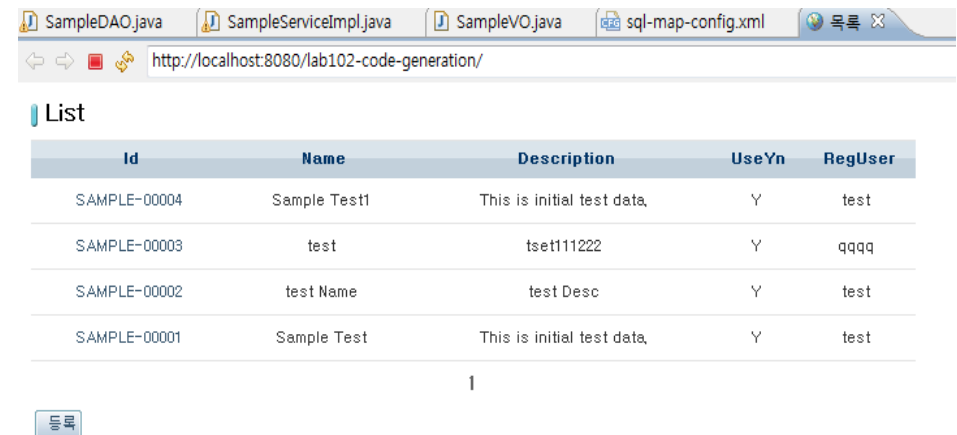 SampleDAO.java SampleServiceImpl.java SampleVO.java sql-map-config.xml 목록
http://localhost:8080/lab102-code-generation/
List
Id Name Description UseYn RegUser
SAMPLE-00004 Sample Test1 This is initial test data, Y test
SAMPLE-00003 test tset111222 Y qqqq
SAMPLE-00002 test Name test Desc Y test
SAMPLE-00001 Sample Test This is initial test data, Y test
1
등록